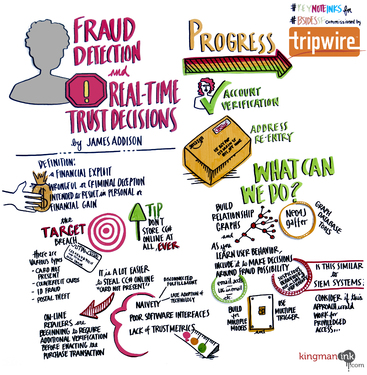 FRAUD
DETECTION
and
REAL-TIME
TRUST DECISIONS
by JAMES ADDISON
PROGRESS
#KEYNOTEINKS for
#BSIDESSF commissioned by
tripwire
ACCOUNT
VERIFICATION
ADDRESS
RE-ENTRY
DEFINITION:
a FINANCIAL EXPLOIT
WRONGFUL or CRIMINAL DECEPTION
INTENDED to RESULT in PERSONAL or
FINANCIAL GAIN
the
TARGET
BREACH
TIP
DON'T
STORE CC#
ONLINE AT
ALL, EVER
there are
VARIOUS TYPES
- CARD NOT
PRESENT
- COUNTERFEIT CARDS
- ID FRAUD
- POSTAL THEFT
IT is A LOT EASIER
to STEAL CC# ONLINE
"CARD NOT PRESENT"
ON-LINE
RETAILERS are
BEGINNING to REQUIRE
ADDITIONAL VERIFICATION
BEFORE ENACTING the
PURCHASE TRANSACTION
DISCONNECTED
FULFILLMENT
LATE ADOPTION of
TECHNOLOGY
NAIVETY
POOR SOFTWARE INTERFACES
LACK of TRUST METRICS
WHAT CAN
WE DO?
BUILD
RELATIONSHIP
GRAPHS
and
Neo4j
GRAPH
DATABASE
TOOLS
AS you
LEARN USER BEHAVIOR,
INCLUDE it to MAKE DECISIONS
AROUND FRAUD POSSIBILITY
BUILD
for
MULTIPLE
MODES
USE
MULTIPLE
TRIGGER
IS THIS SIMILAR
to
SIEM SYSTEMS?
CONSIDER if this
APPROACH would
WORK for
PRIVILEDGED
ACCESS...
kingmanink
.com